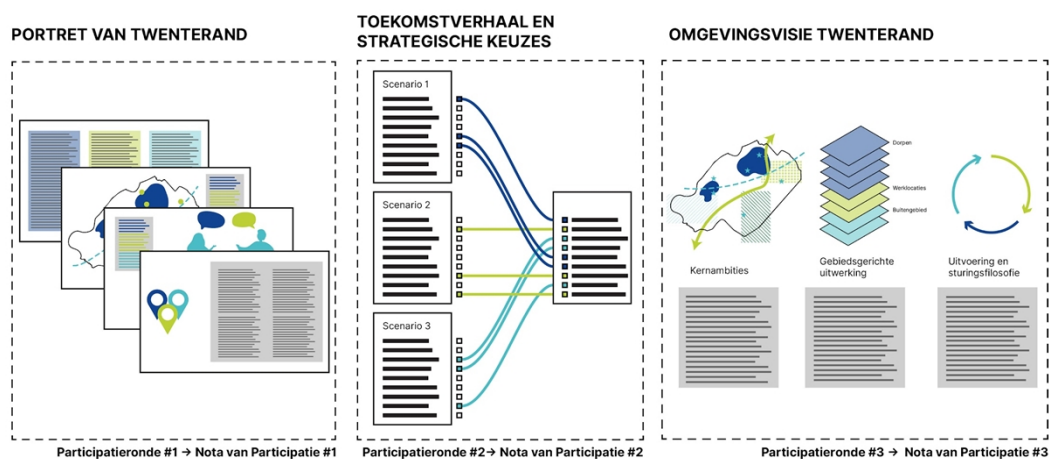 PORTRET VAN TWENTERAND
TOEKOMSTVERHAAL EN
STRATEGISCHE KEUZES
OMGEVINGSVISIE TWENTERAND
Scenario 1
Scenario 2
Scenario 3
Dorpen
Werklocaties
Buitengebied
Kernambities
Gebiedsgerichte
uitwerking
Uitvoering en
sturingsfilosofie
Participatieronde #1 → Nota van Participatie #1
Participatieronde #2→ Nota van Participatie #2
Participatieronde #3 → Nota van Participatie #3